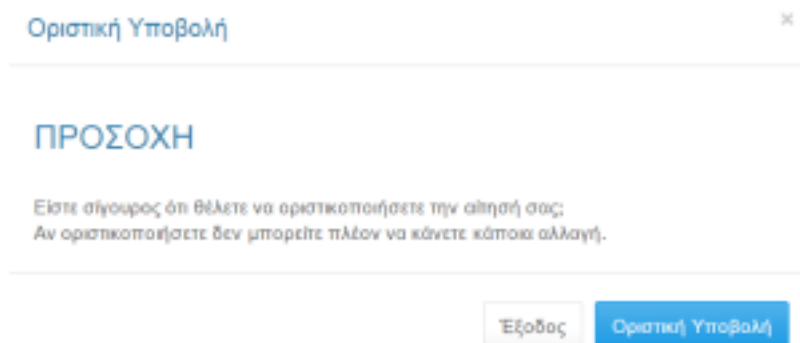 Οριστική Υποβολή
×
ΠΡΟΣΟΧΗ
Είστε σίγουρος ότι θέλετε να οριστικοποιήσετε την αίτησή σας;
Αν οριστικοποιήσετε δεν μπορείτε πλέον να κάνετε κάποια αλλαγή.
Έξοδος
Οριστική Υποβολή